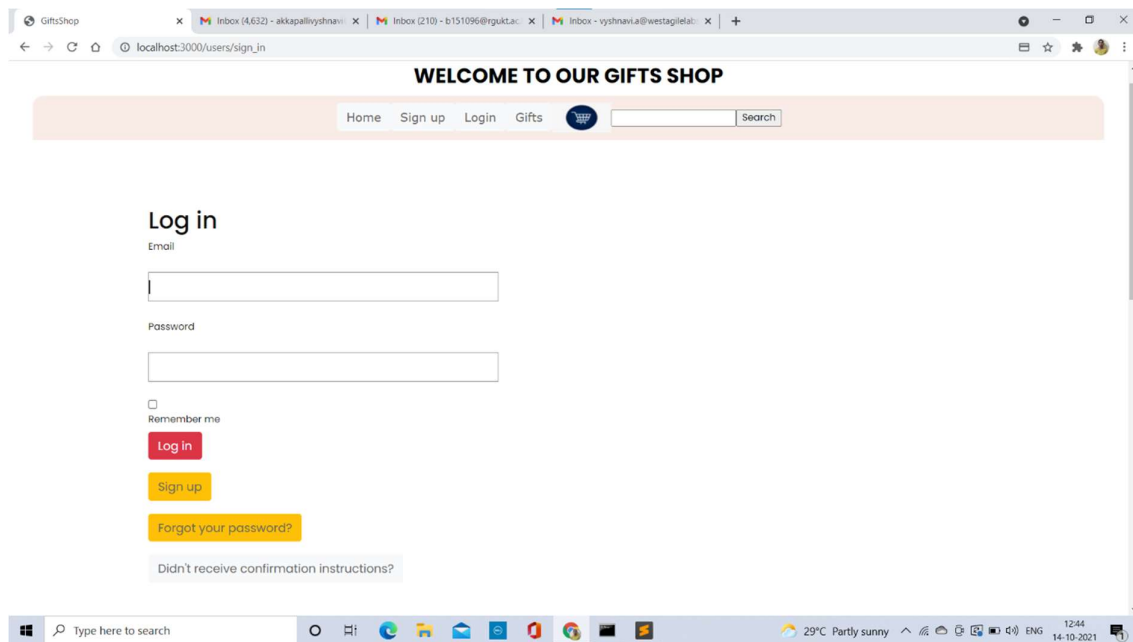 GiftsShop
Inbox (4,632) - akkapallivyshnavi
Inbox (210) - b151096@rgukt.ac
Inbox - vyshnavi.a@westagilelab
localhost:3000/users/sign_in
WELCOME TO OUR GIFTS SHOP
Home Sign up Login Gifts Search
Log in
Email
Password
Remember me
Log in
Sign up
Forgot your password?
Didn't receive confirmation instructions?
Type here to search
29°C Partly sunny
ENG
12:44
14-10-2021